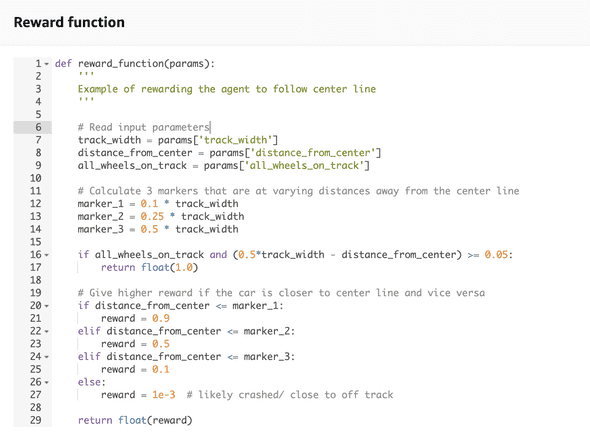 Reward function
1 def reward_function(params):
2     '''
3     Example of rewarding the agent to follow center line
4     '''
5
6     # Read input parameters
7     track_width = params['track_width']
8     distance_from_center = params['distance_from_center']
9     all_wheels_on_track = params['all_wheels_on_track']
10
11     # Calculate 3 markers that are at varying distances away from the center line
12     marker_1 = 0.1 * track_width
13     marker_2 = 0.25 * track_width
14     marker_3 = 0.5 * track_width
15
16     if all_wheels_on_track and (0.5*track_width - distance_from_center) >= 0.05:
17         return float(1.0)
18
19     # Give higher reward if the car is closer to center line and vice versa
20     if distance_from_center <= marker_1:
21         reward = 0.9
22     elif distance_from_center <= marker_2:
23         reward = 0.5
24     elif distance_from_center <= marker_3:
25         reward = 0.1
26     else:
27         reward = 1e-3  # likely crashed/ close to off track
28
29     return float(reward)